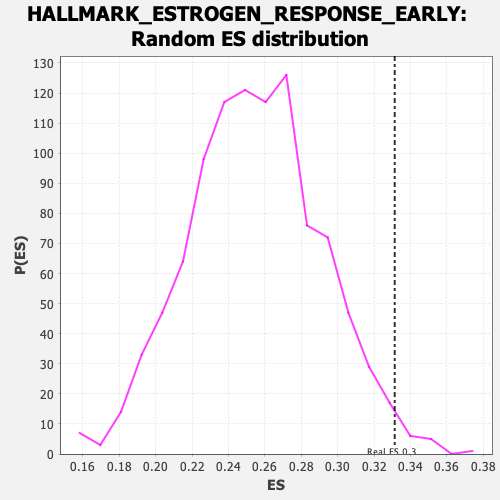 HALLMARK_ESTROGEN_RESPONSE_EARLY:
Random ES distribution
130
120
110
100
90
80
70
60
50
40
30
20
10
0
P(ES)
Real ES 0.3
0.16 0.18 0.20 0.22 0.24 0.26 0.28 0.30 0.32 0.34 0.36 0.38
ES